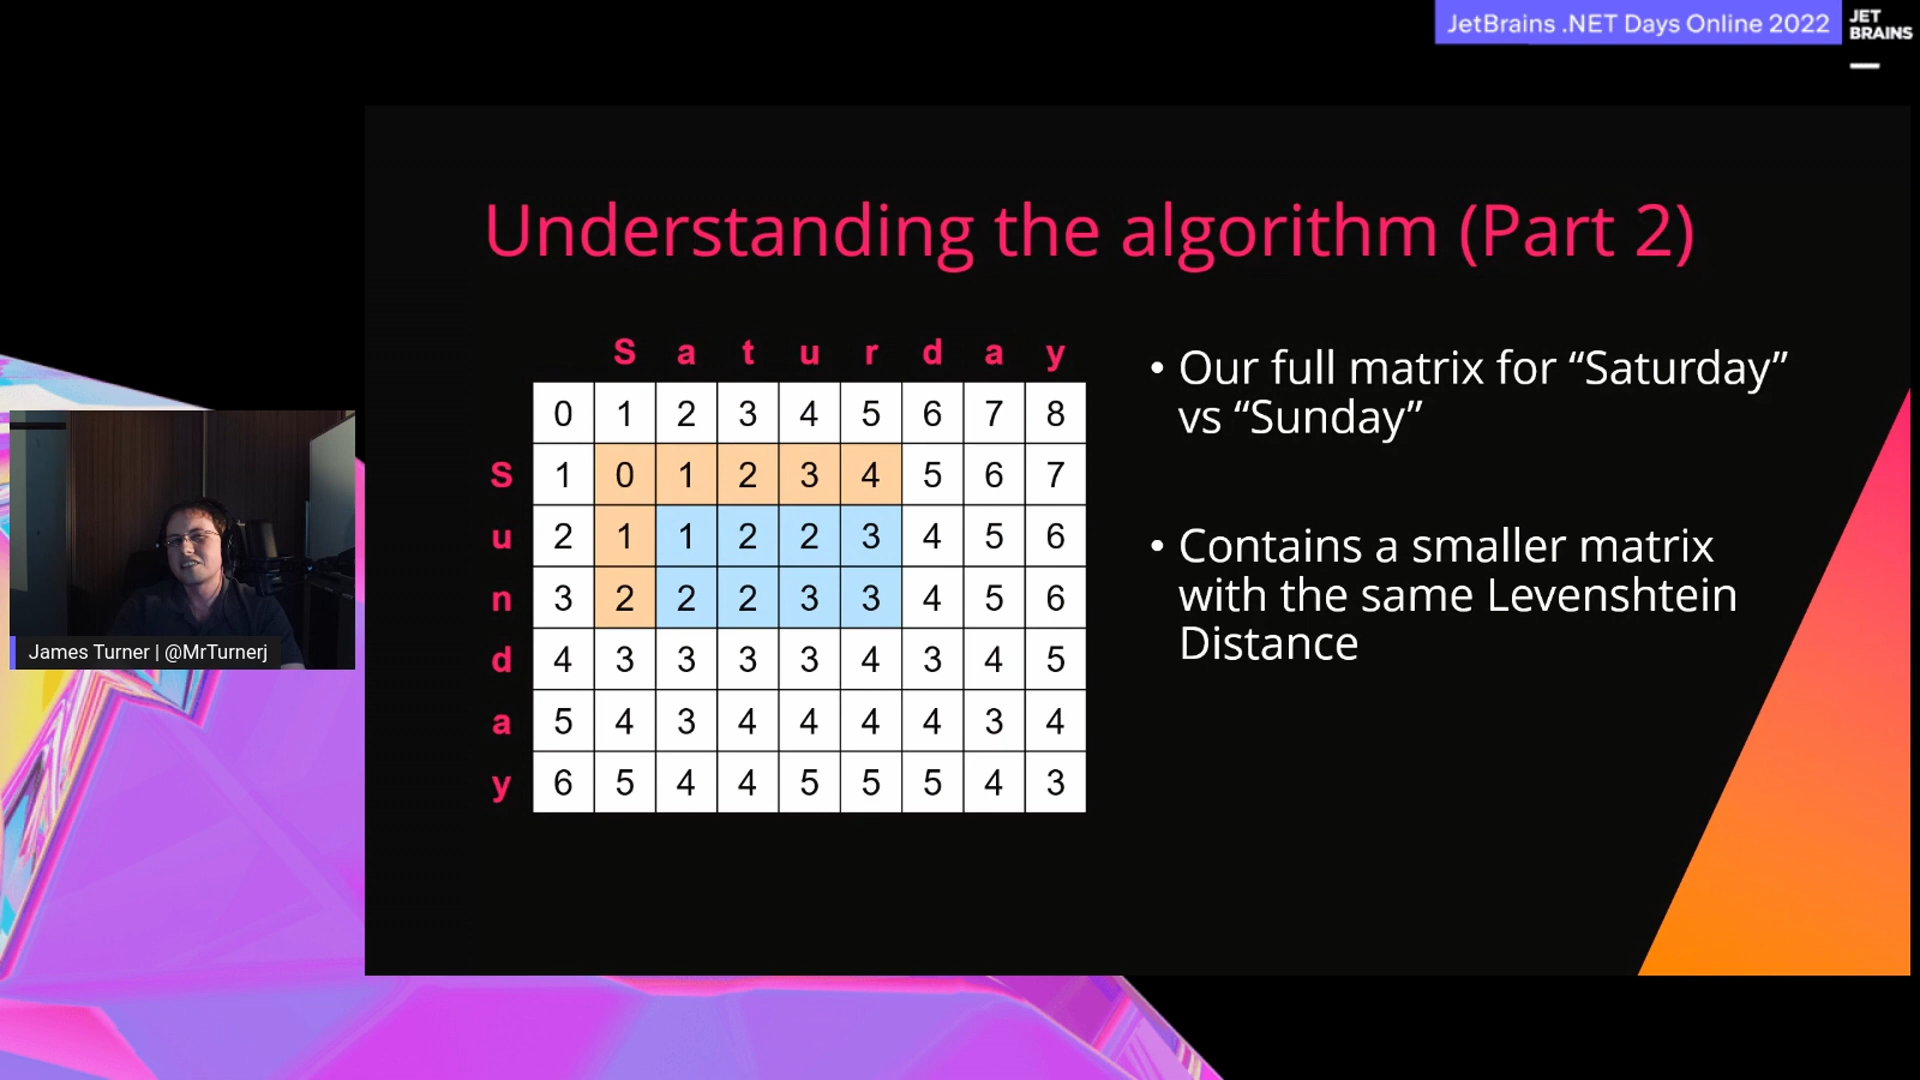 JetBrains .NET Days Online 2022
JET
BRAINS
Understanding the algorithm (Part 2)
S a t u r d a y
0 1 2 3 4 5 6 7 8
S 1 0 1 2 3 4 5 6 7
u 2 1 1 2 2 3 4 5 6
n 3 2 2 2 3 3 4 5 6
d 4 3 3 3 3 4 3 4 5
a 5 4 3 4 4 4 4 3 4
y 6 5 4 4 5 5 5 4 3
• Our full matrix for “Saturday”
vs “Sunday”
• Contains a smaller matrix
with the same Levenshtein
Distance
James Turner | @MrTurnerj